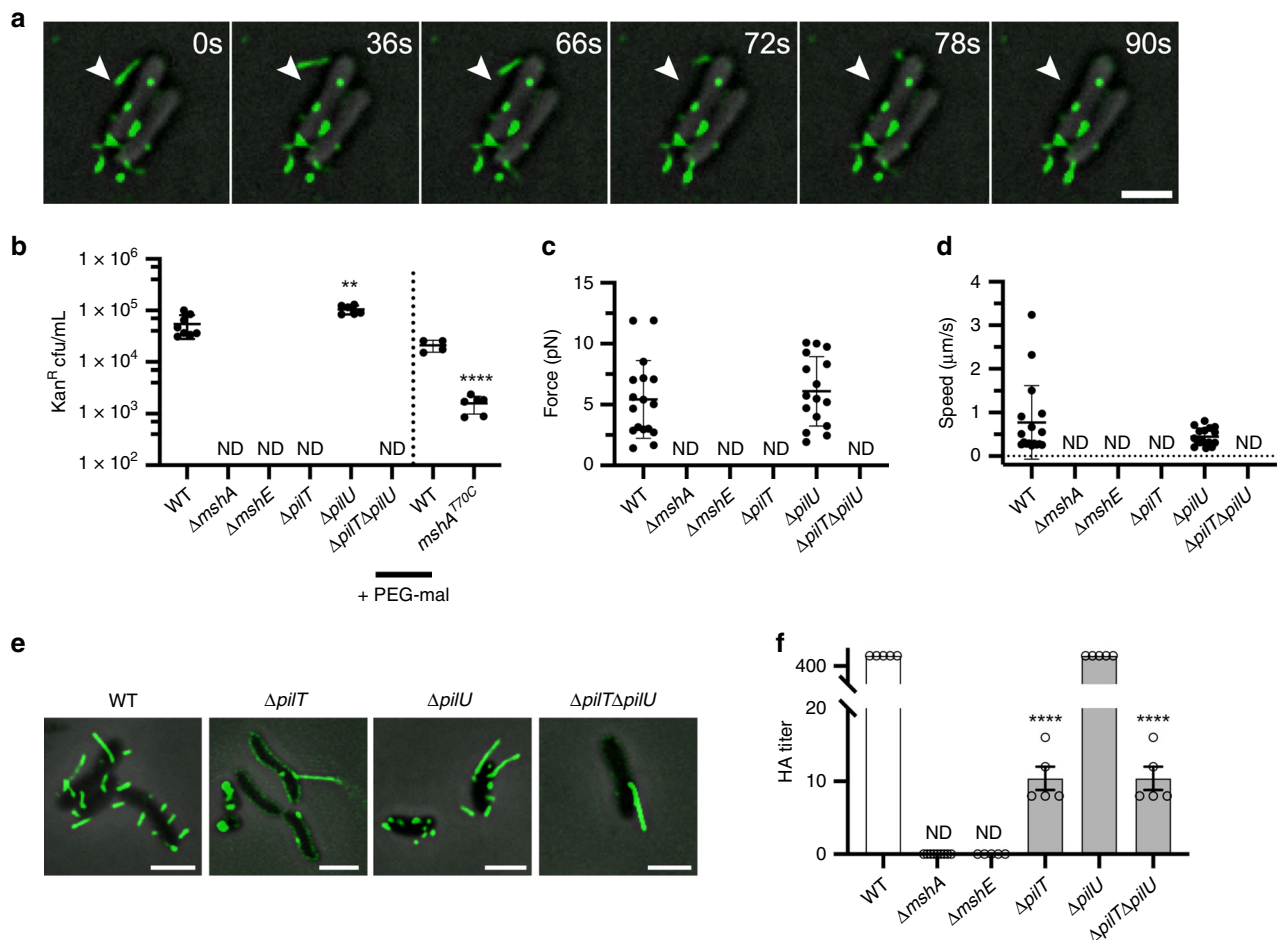 a
0s 36s 66s 72s 78s 90s
b
Kan^R cfu/mL
1 × 10^6
1 × 10^5
1 × 10^4
1 × 10^3
1 × 10^2
**
****
ND ND ND ND
WT ΔmshA ΔmshE ΔpilT ΔpilU ΔpilTΔpilU WT mshA^T70C
+ PEG-mal
c
Force (pN)
15
10
5
0
ND ND ND ND
WT ΔmshA ΔmshE ΔpilT ΔpilU ΔpilTΔpilU
d
Speed (μm/s)
4
3
2
1
0
ND ND ND ND
WT ΔmshA ΔmshE ΔpilT ΔpilU ΔpilTΔpilU
e
WT ΔpilT ΔpilU ΔpilTΔpilU
f
HA titer
400
20
10
0
**** ****
ND ND
WT ΔmshA ΔmshE ΔpilT ΔpilU ΔpilTΔpilU